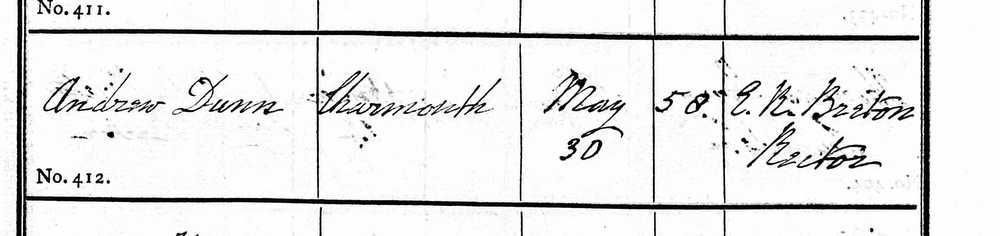 No. 411.
Andrew Dunn Charmouth May 58. E. R. Breton
30 Rector
No. 412.